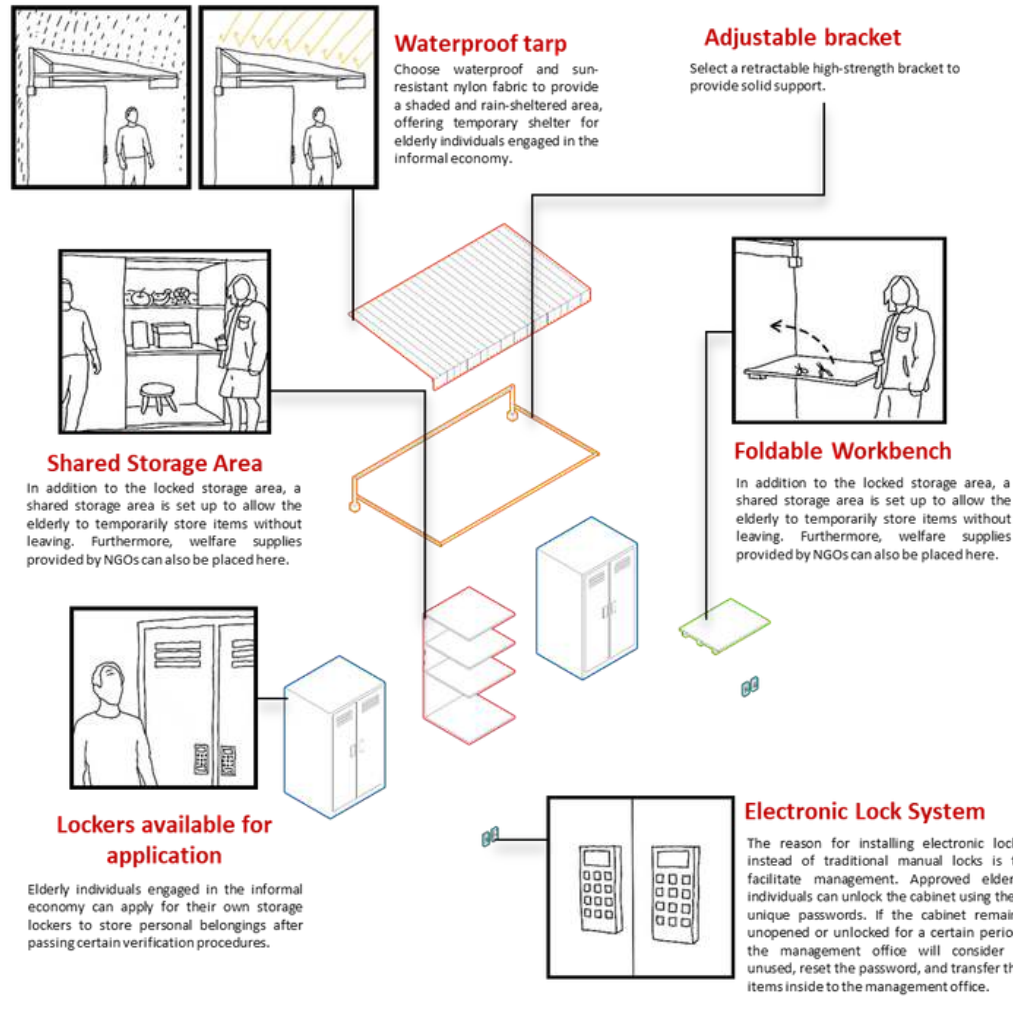 Waterproof tarp
Choose waterproof and sun-
resistant nylon fabric to provide
a shaded and rain-sheltered area,
offering temporary shelter for
elderly individuals engaged in the
informal economy.
Adjustable bracket
Select a retractable high-strength bracket to
provide solid support.
Shared Storage Area
In addition to the locked storage area, a
shared storage area is set up to allow the
elderly to temporarily store items without
leaving. Furthermore, welfare supplies
provided by NGOs can also be placed here.
Foldable Workbench
In addition to the locked storage area, a
shared storage area is set up to allow the
elderly to temporarily store items without
leaving. Furthermore, welfare supplies
provided by NGOs can also be placed here.
Lockers available for
application
Elderly individuals engaged in the informal
economy can apply for their own storage
lockers to store personal belongings after
passing certain verification procedures.
Electronic Lock System
The reason for installing electronic lock
instead of traditional manual locks is
facilitate management. Approved elder
individuals can unlock the cabinet using the
unique passwords. If the cabinet remain
unopened or unlocked for a certain perio
the management office will consider
unused, reset the password, and transfer th
items inside to the management office.